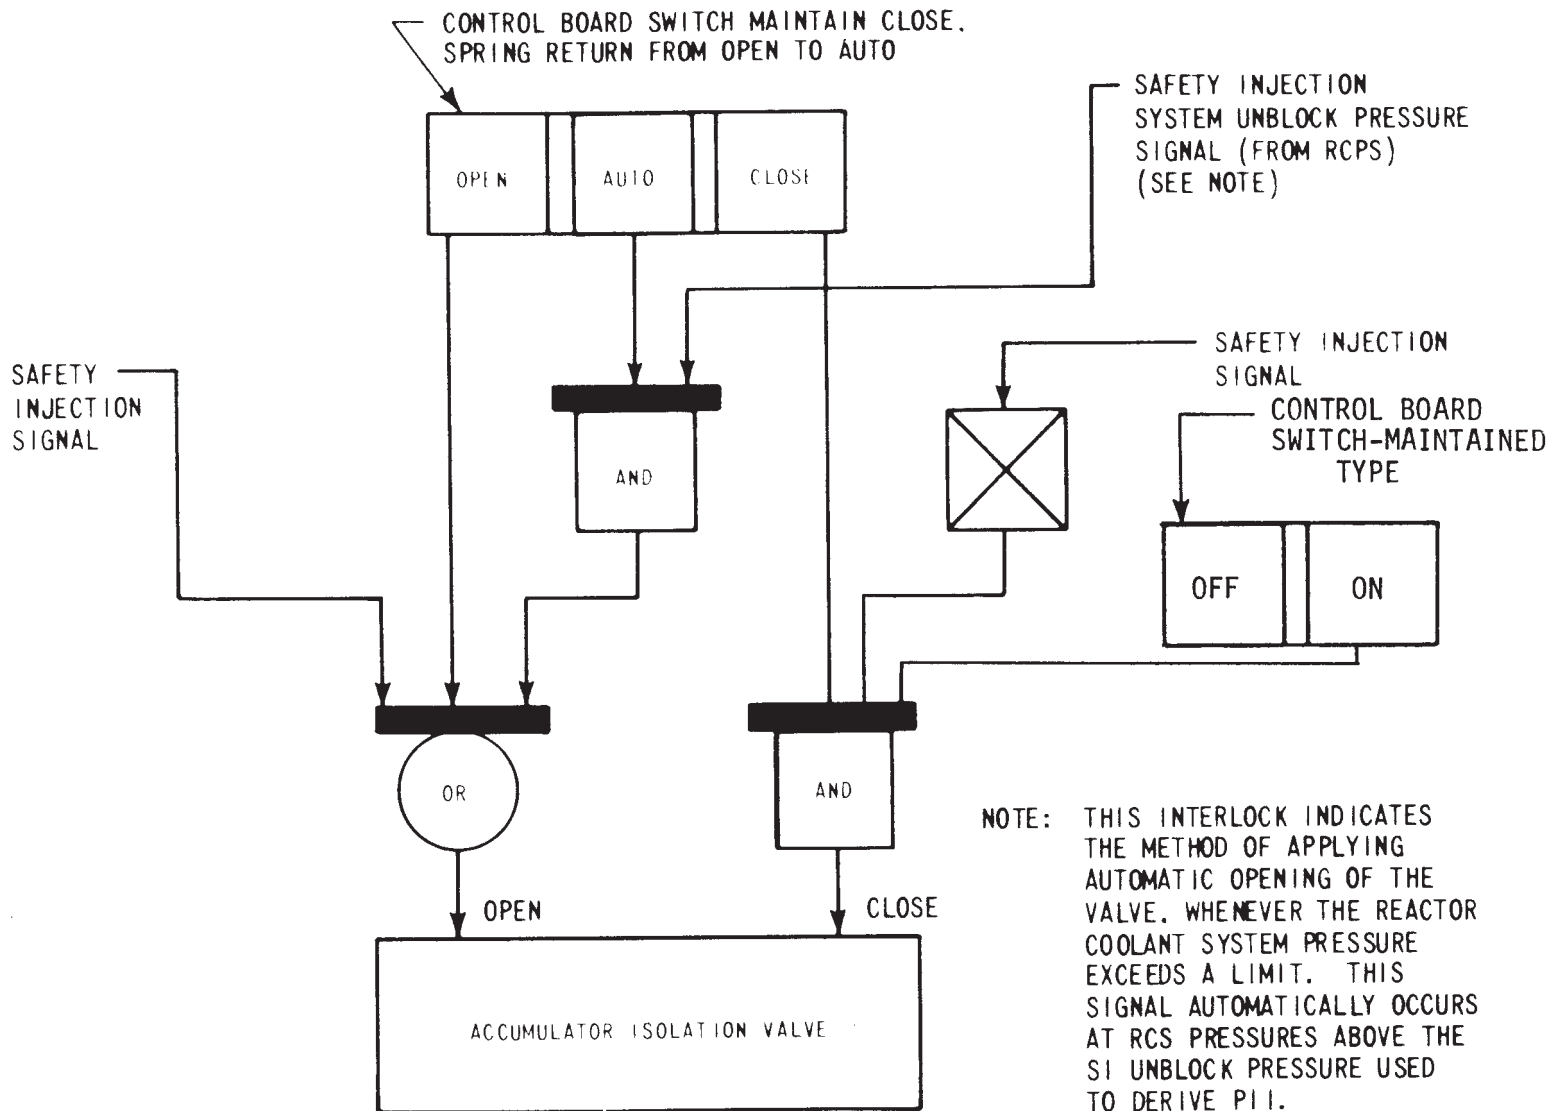 CONTROL BOARD SWITCH MAINTAIN CLOSE.
SPRING RETURN FROM OPEN TO AUTO
SAFETY INJECTION
SYSTEM UNBLOCK PRESSURE
SIGNAL (FROM RCPS)
(SEE NOTE)
OPEN
AUTO
CLOSE
SAFETY
INJECTION
SIGNAL
SAFETY INJECTION
SIGNAL
CONTROL BOARD
SWITCH-MAINTAINED
TYPE
AND
OFF
ON
OR
AND
OPEN
CLOSE
ACCUMULATOR ISOLATION VALVE
NOTE: THIS INTERLOCK INDICATES
THE METHOD OF APPLYING
AUTOMATIC OPENING OF THE
VALVE. WHENEVER THE REACTOR
COOLANT SYSTEM PRESSURE
EXCEEDS A LIMIT. THIS
SIGNAL AUTOMATICALLY OCCURS
AT RCS PRESSURES ABOVE THE
SI UNBLOCK PRESSURE USED
TO DERIVE P11.